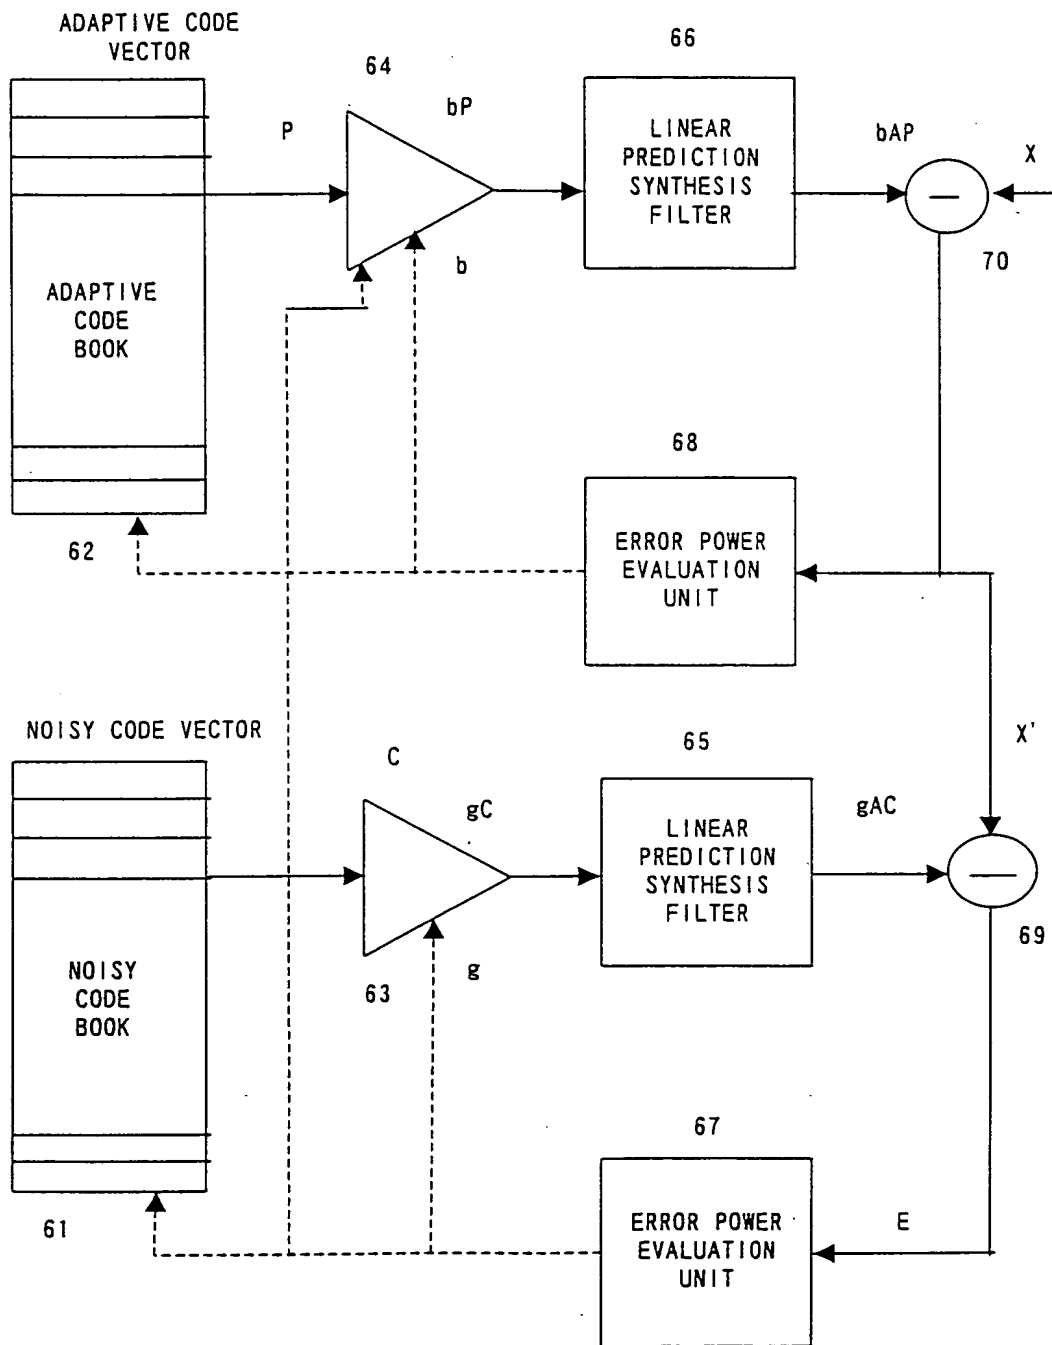 ADAPTIVE CODE
VECTOR
64
66
P
bP
LINEAR
PREDICTION
SYNTHESIS
FILTER
bAP
X
b
70
ADAPTIVE
CODE
BOOK
62
68
ERROR POWER
EVALUATION
UNIT
NOISY CODE VECTOR
C
gC
65
X'
LINEAR
PREDICTION
SYNTHESIS
FILTER
gAC
69
g
63
NOISY
CODE
BOOK
61
67
ERROR POWER
EVALUATION
UNIT
E